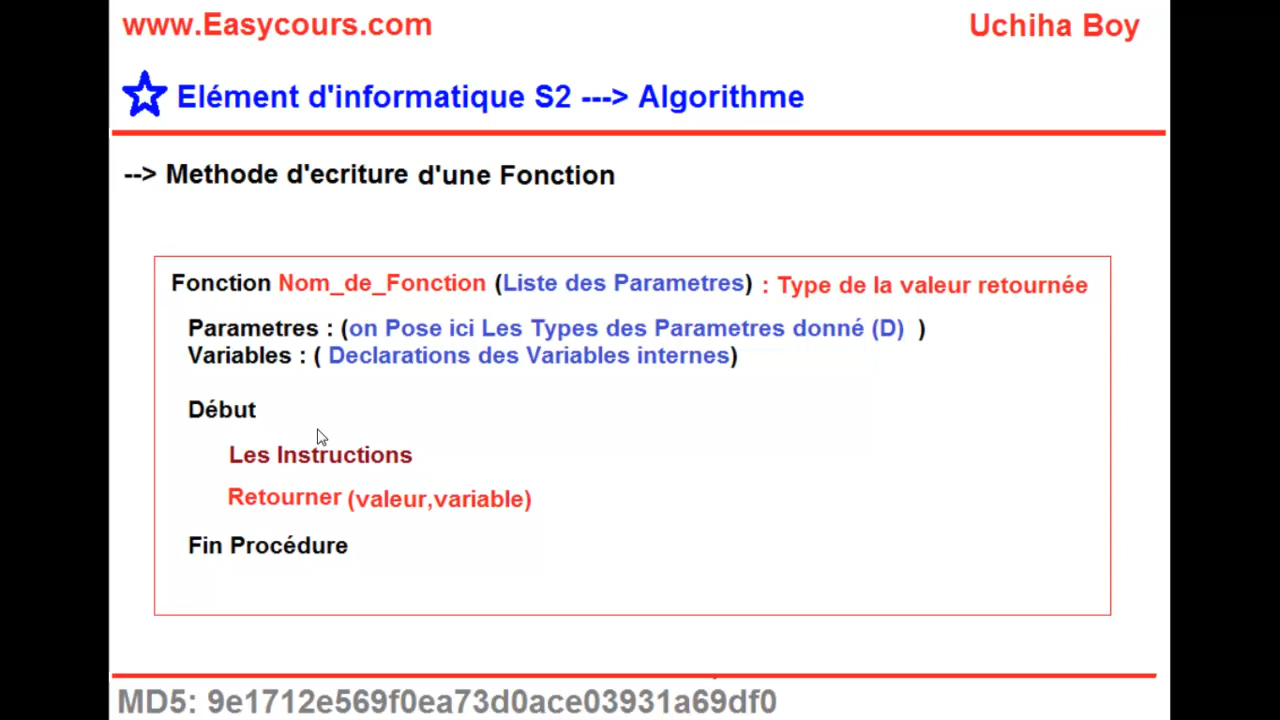 www.Easycours.com
Uchiha Boy
Elément d'informatique S2 ---> Algorithme
--> Methode d'ecriture d'une Fonction
Fonction Nom_de_Fonction (Liste des Parametres) : Type de la valeur retournée
Parametres : (on Pose ici Les Types des Parametres donné (D) )
Variables : ( Declarations des Variables internes)
Début
Les Instructions
Retourner (valeur,variable)
Fin Procédure
MD5: 9e1712e569f0ea73d0ace03931a69df0